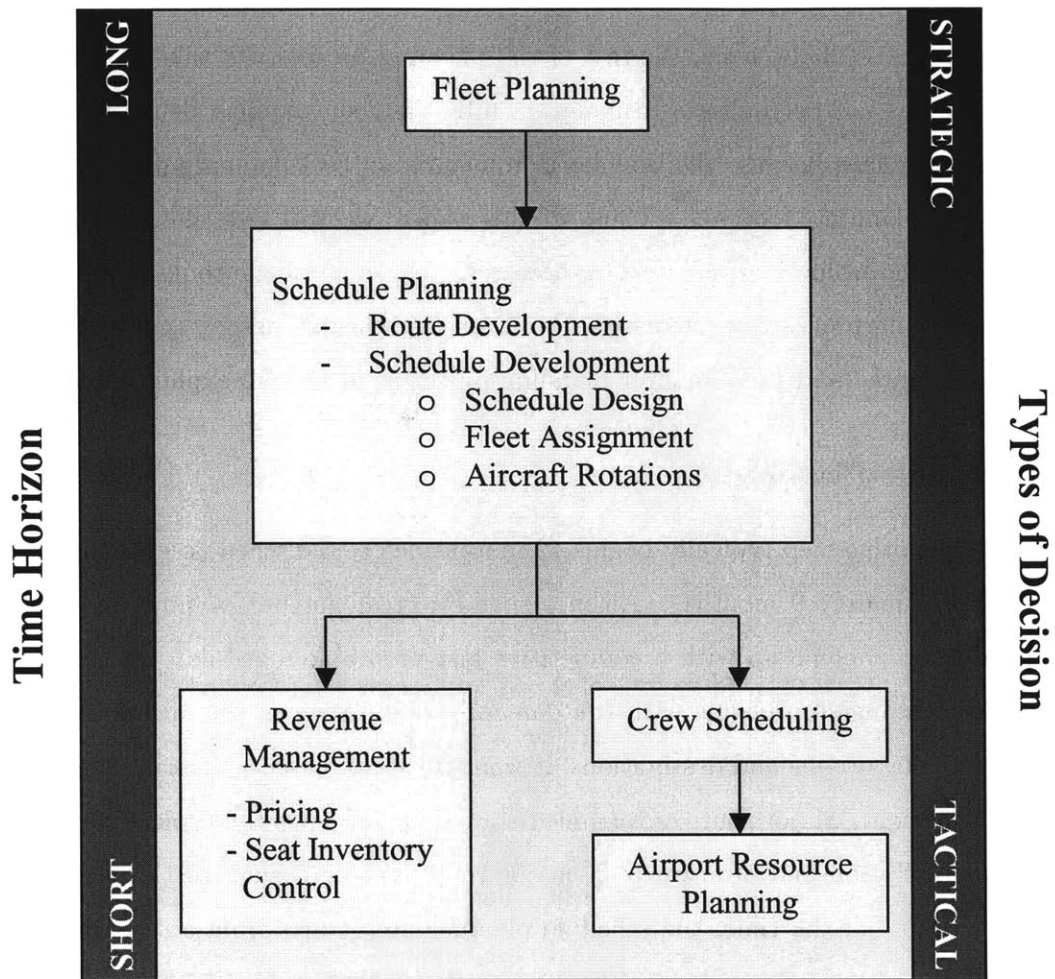 LONG
STRATEGIC
Fleet Planning
Schedule Planning
- Route Development
- Schedule Development
o Schedule Design
o Fleet Assignment
o Aircraft Rotations
Time Horizon
Types of Decision
Revenue
Management
- Pricing
- Seat Inventory
Control
Crew Scheduling
Airport Resource
Planning
SHORT
TACTICAL